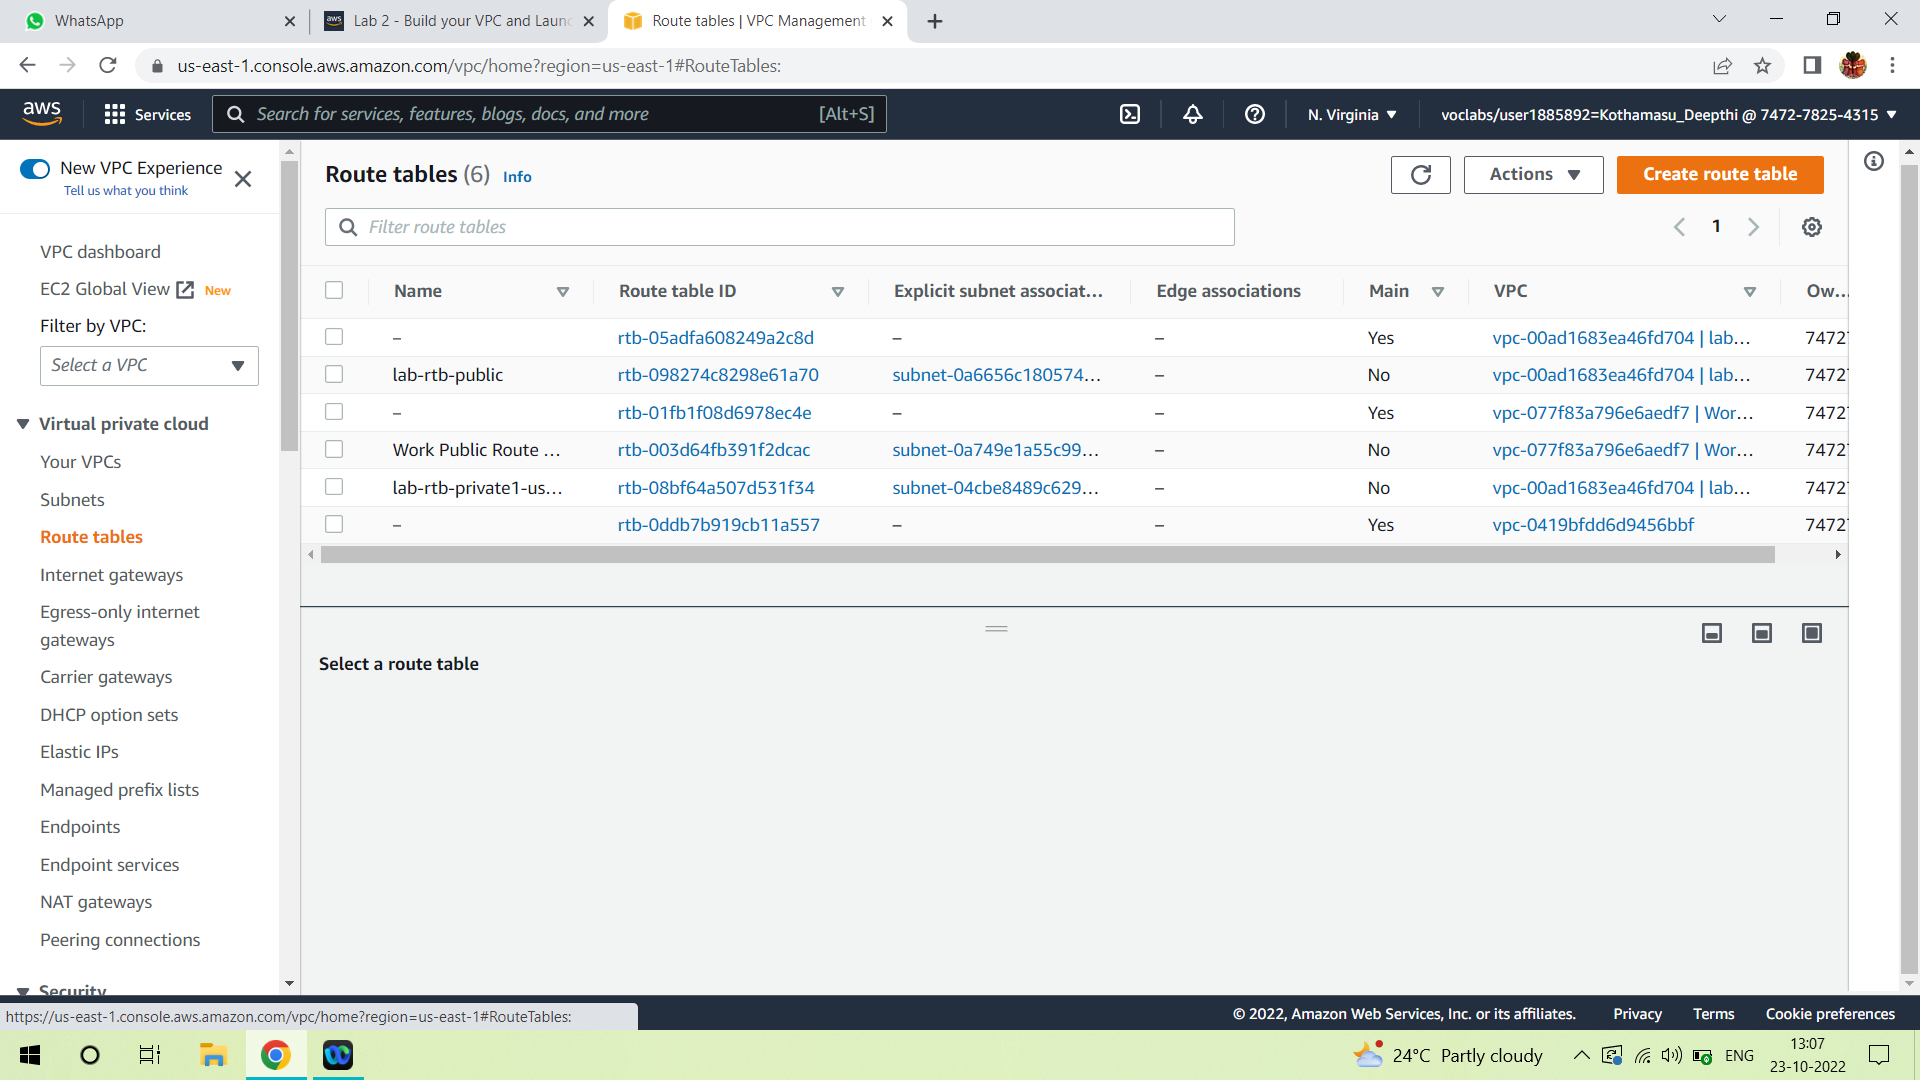 WhatsApp
aws Lab 2 - Build your VPC and Launc
Route tables | VPC Management
us-east-1.console.aws.amazon.com/vpc/home?region=us-east-1#RouteTables:
aws Services Search for services, features, blogs, docs, and more [Alt+S] N. Virginia voclabs/user1885892=Kothamasu_Deepthi @ 7472-7825-4315
New VPC Experience
Tell us what you think
VPC dashboard
EC2 Global View New
Filter by VPC:
Select a VPC
Virtual private cloud
Your VPCs
Subnets
Route tables
Internet gateways
Egress-only internet
gateways
Carrier gateways
DHCP option sets
Elastic IPs
Managed prefix lists
Endpoints
Endpoint services
NAT gateways
Peering connections
Security
Route tables (6) Info
Actions
Create route table
Filter route tables
1
Name Route table ID Explicit subnet associat... Edge associations Main VPC Ow...
– rtb-05adfa608249a2c8d – – Yes vpc-00ad1683ea46fd704 | lab... 7472
lab-rtb-public rtb-098274c8298e61a70 subnet-0a6656c180574... – No vpc-00ad1683ea46fd704 | lab... 7472
– rtb-01fb1f08d6978ec4e – – Yes vpc-077f83a796e6aedf7 | Wor... 7472
Work Public Route ... rtb-003d64fb391f2dcac subnet-0a749e1a55c99... – No vpc-077f83a796e6aedf7 | Wor... 7472
lab-rtb-private1-us... rtb-08bf64a507d531f34 subnet-04cbe8489c629... – No vpc-00ad1683ea46fd704 | lab... 7472
– rtb-0ddb7b919cb11a557 – – Yes vpc-0419bfdd6d9456bbf 7472
Select a route table
https://us-east-1.console.aws.amazon.com/vpc/home?region=us-east-1#RouteTables:
© 2022, Amazon Web Services, Inc. or its affiliates. Privacy Terms Cookie preferences
24°C Partly cloudy
ENG
13:07
23-10-2022